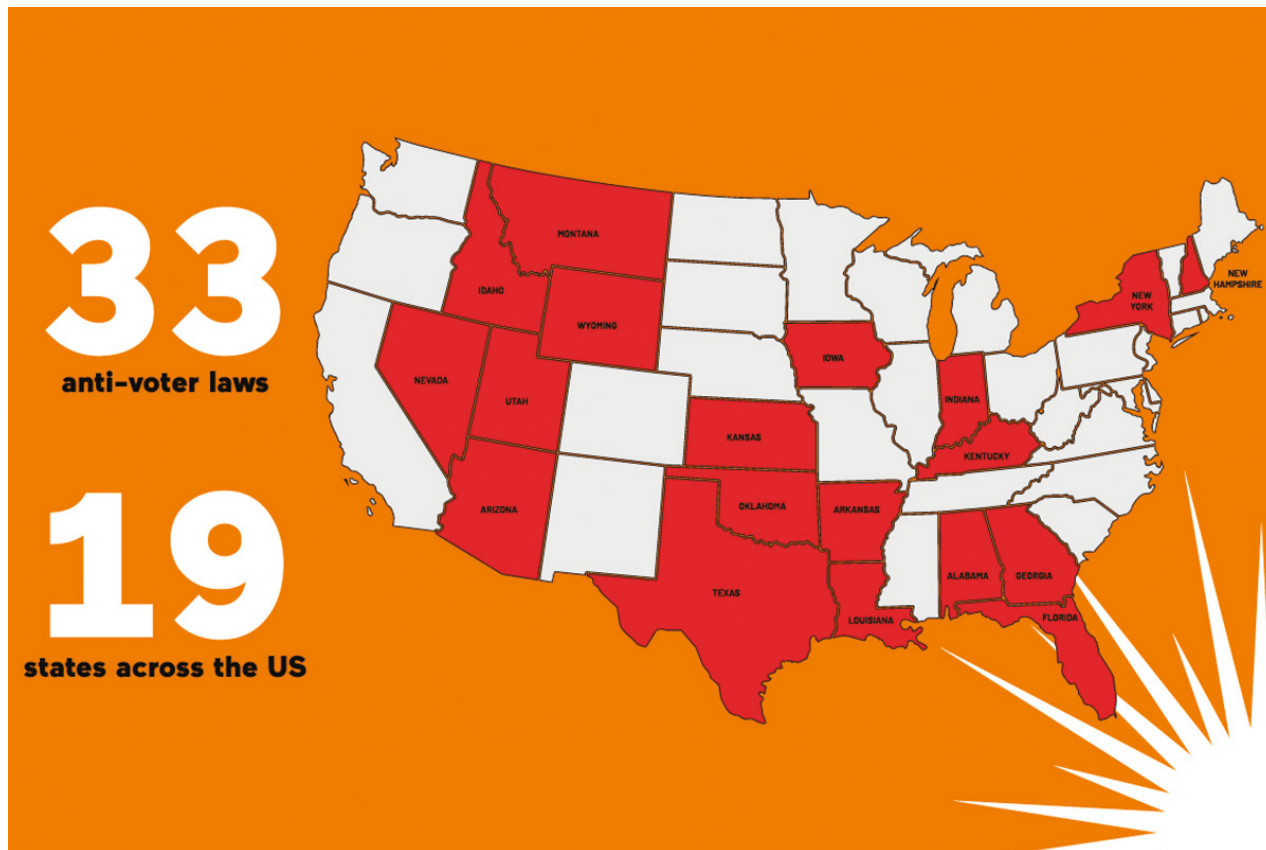 33
anti-voter laws
19
states across the US
MONTANA
IDAHO
WYOMING
NEVADA
UTAH
ARIZONA
KANSAS
OKLAHOMA
TEXAS
IOWA
ARKANSAS
LOUISIANA
INDIANA
KENTUCKY
ALABAMA
GEORGIA
FLORIDA
NEW
YORK
NEW
HAMPSHIRE